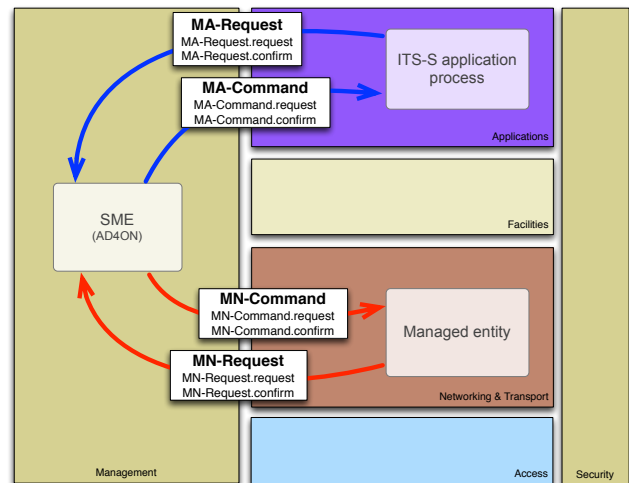 MA-Request
MA-Request.request
MA-Request.confirm
ITS-S application
process
MA-Command
MA-Command.request
MA-Command.confirm
Applications
SME
(AD4ON)
Facilities
MN-Command
MN-Command.request
MN-Command.confirm
Managed entity
MN-Request
MN-Request.request
MN-Request.confirm
Networking & Transport
Management
Access
Security